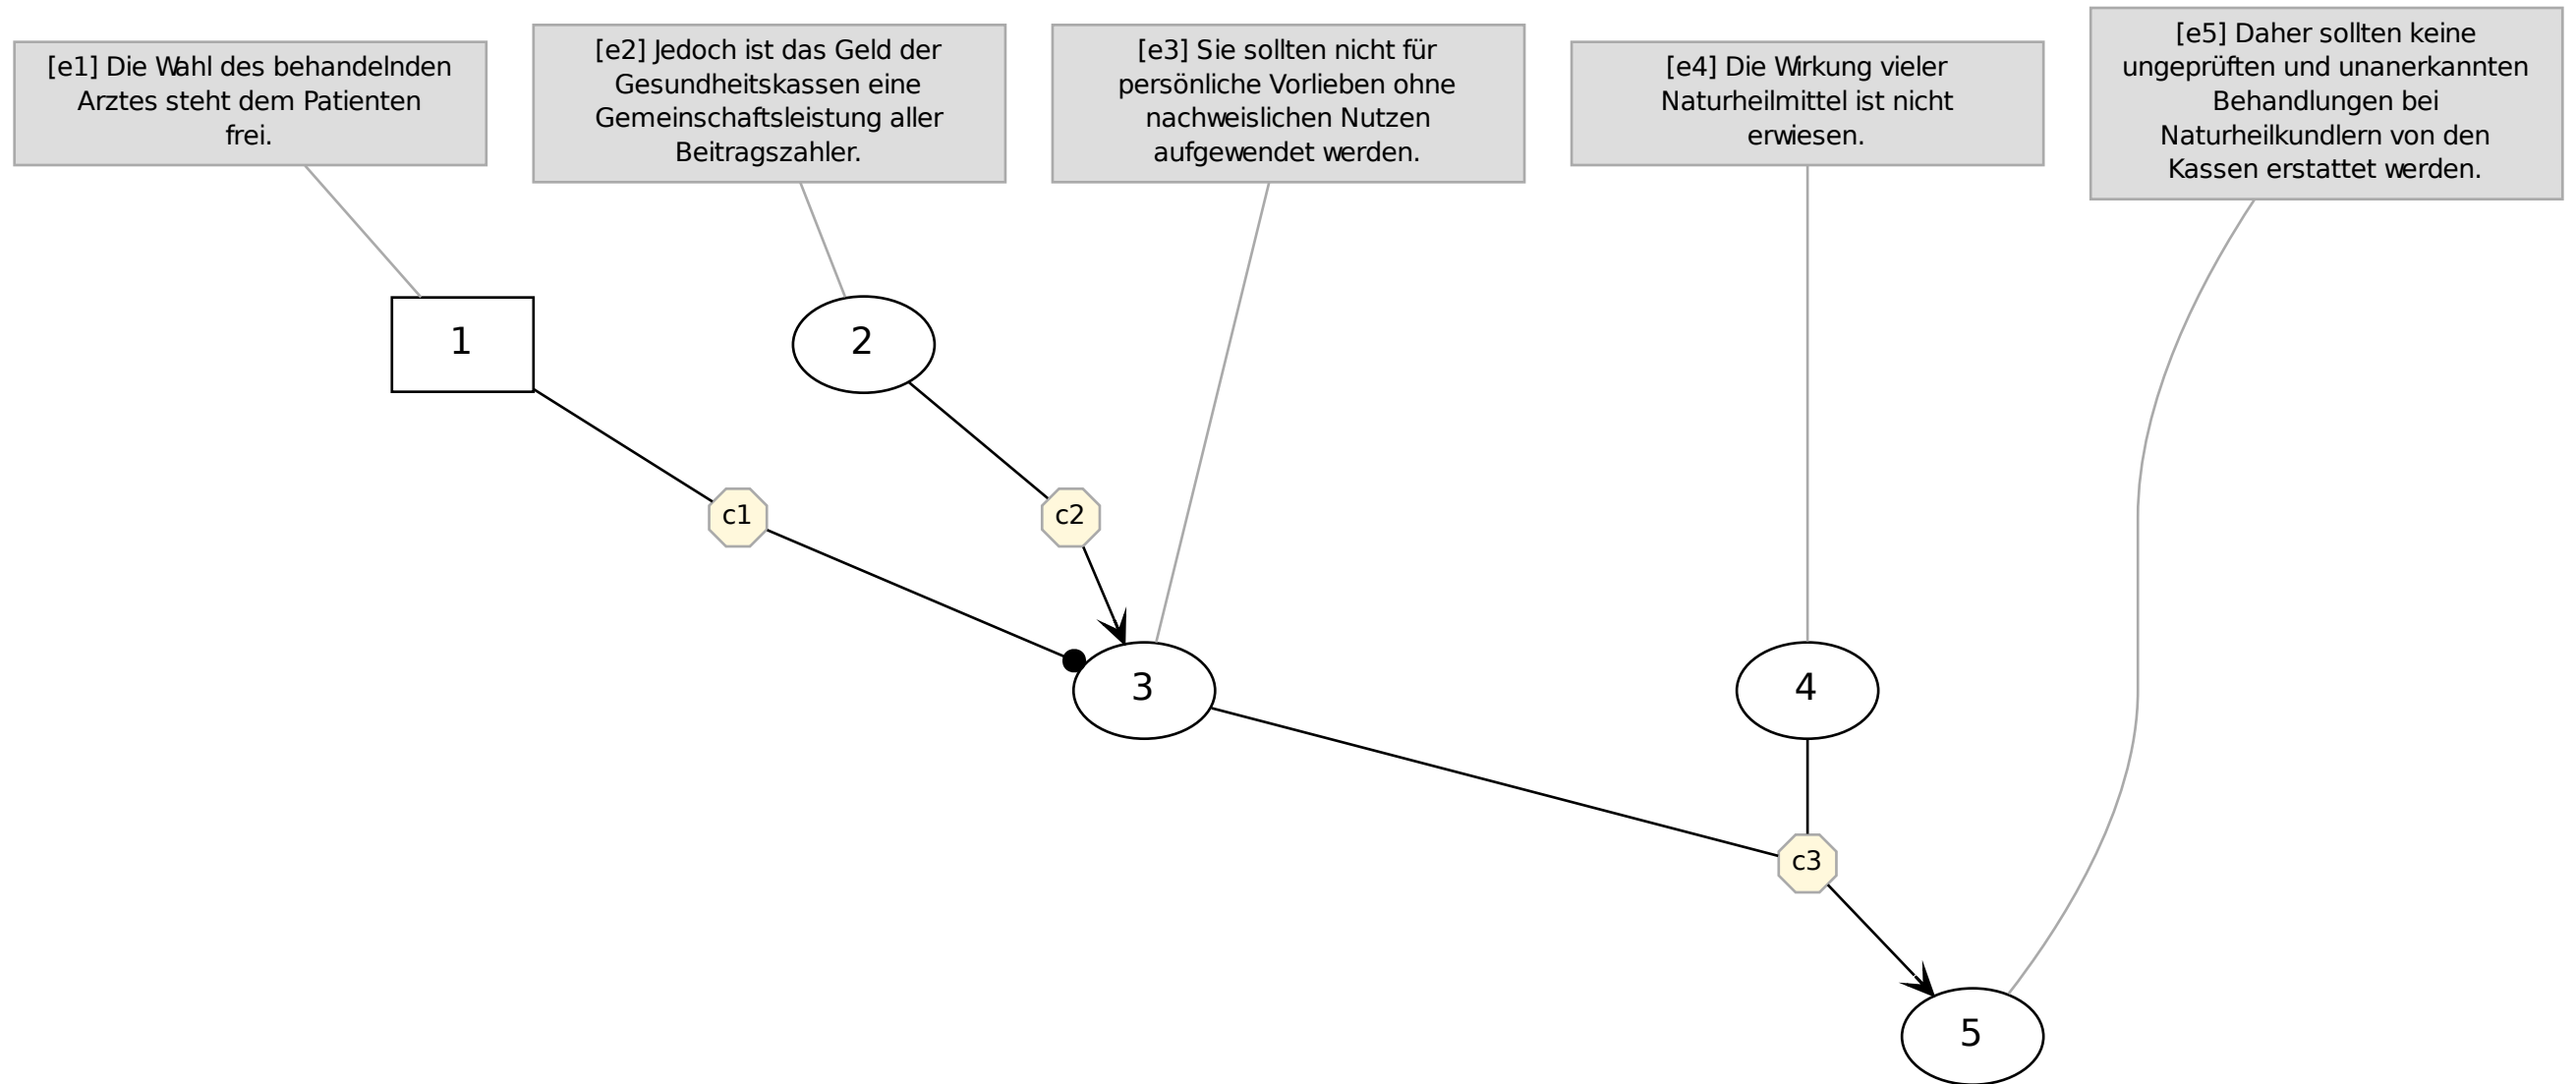 [e1] Die Wahl des behandelnden
Arztes steht dem Patienten
frei.
[e2] Jedoch ist das Geld der
Gesundheitskassen eine
Gemeinschaftsleistung aller
Beitragszahler.
[e3] Sie sollten nicht für
persönliche Vorlieben ohne
nachweislichen Nutzen
aufgewendet werden.
[e4] Die Wirkung vieler
Naturheilmittel ist nicht
erwiesen.
[e5] Daher sollten keine
ungeprüften und unanerkannten
Behandlungen bei
Naturheilkundlern von den
Kassen erstattet werden.
1
2
c1
c2
3
4
c3
5